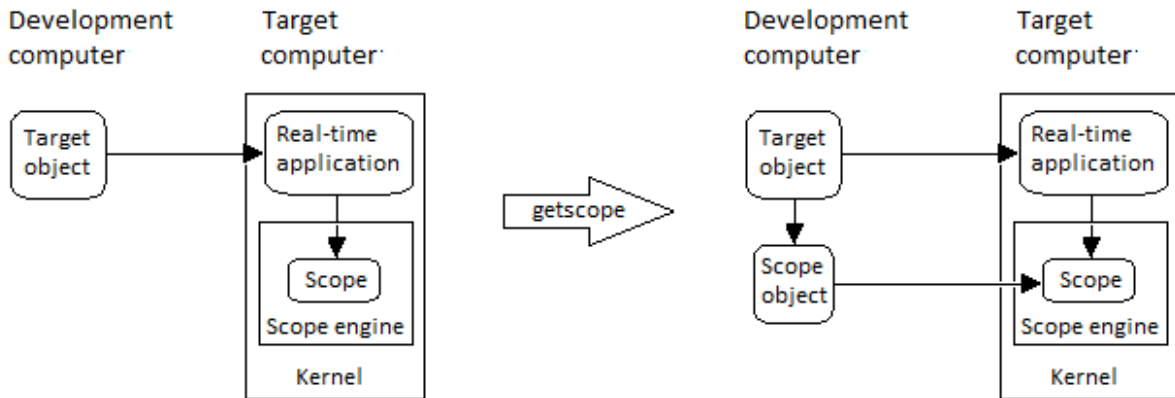 Development
computer
Target
computer
Target
object
Real-time
application
Scope
Scope engine
Kernel
getscope
Development
computer
Target
computer
Target
object
Real-time
application
Scope
object
Scope
Scope engine
Kernel